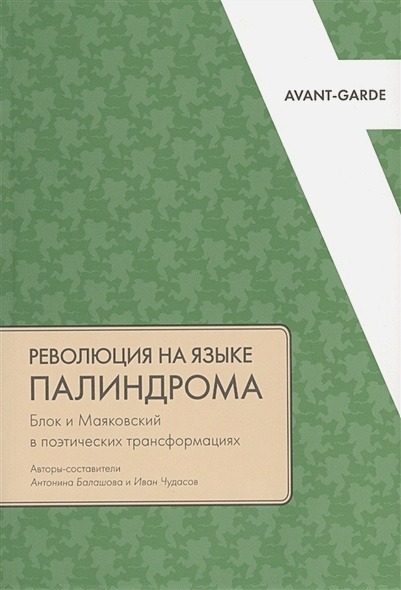 AVANT-GARDE
РЕВОЛЮЦИЯ НА ЯЗЫКЕ
ПАЛИНДРОМА
Блок и Маяковский
в поэтических трансформациях
Авторы-составители
Антонина Балашова и Иван Чудасов